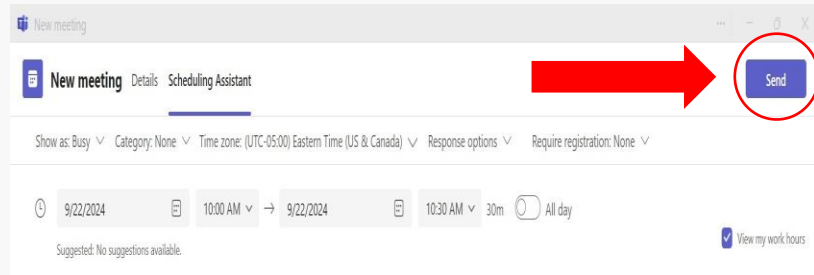 New meeting
New meeting Details Scheduling Assistant Send
Show as: Busy Category: None Time zone: (UTC-05:00) Eastern Time (US & Canada) Response options Require registration: None
9/22/2024 10:00 AM → 9/22/2024 10:30 AM 30m All day
View my work hours
Suggested: No suggestions available.